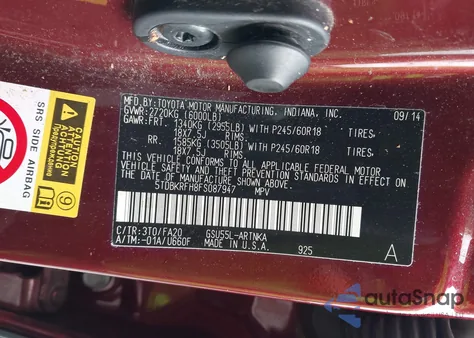 MFD.BY:TOYOTA MOTOR MANUFACTURING, INDIANA, INC. 09/14
GVWR:2720KG (6000LB)
GAWR:FRT. 1340KG (2955LB) WITH P245/60R18 TIRES,
18X7.5J RIMS
RR. 1585KG (3505LB) WITH P245/60R18 TIRES,
18X7.5J RIMS
THIS VEHICLE CONFORMS TO ALL APPLICABLE FEDERAL MOTOR
VEHICLE SAFETY AND THEFT PREVENTION STANDARDS IN EFFECT
ON THE DATE OF MANUFACTURE SHOWN ABOVE.
5TDBKRFH8FS087947 MPV
C/TR:3T0/FA20 GSU55L-ARTNKA
A/TM:-01A/U660F MADE IN U.S.A. 925 A
SRS SIDE AIRBAG
autoSnap